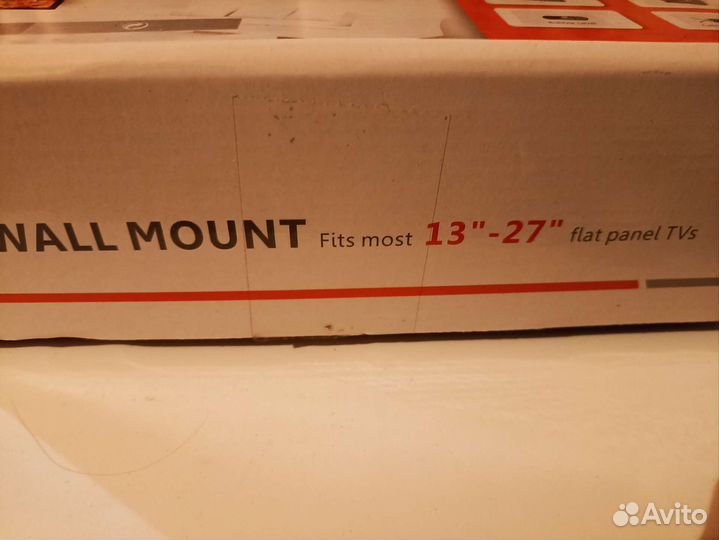 WALL MOUNT Fits most 13"-27" flat panel TVs
Avito